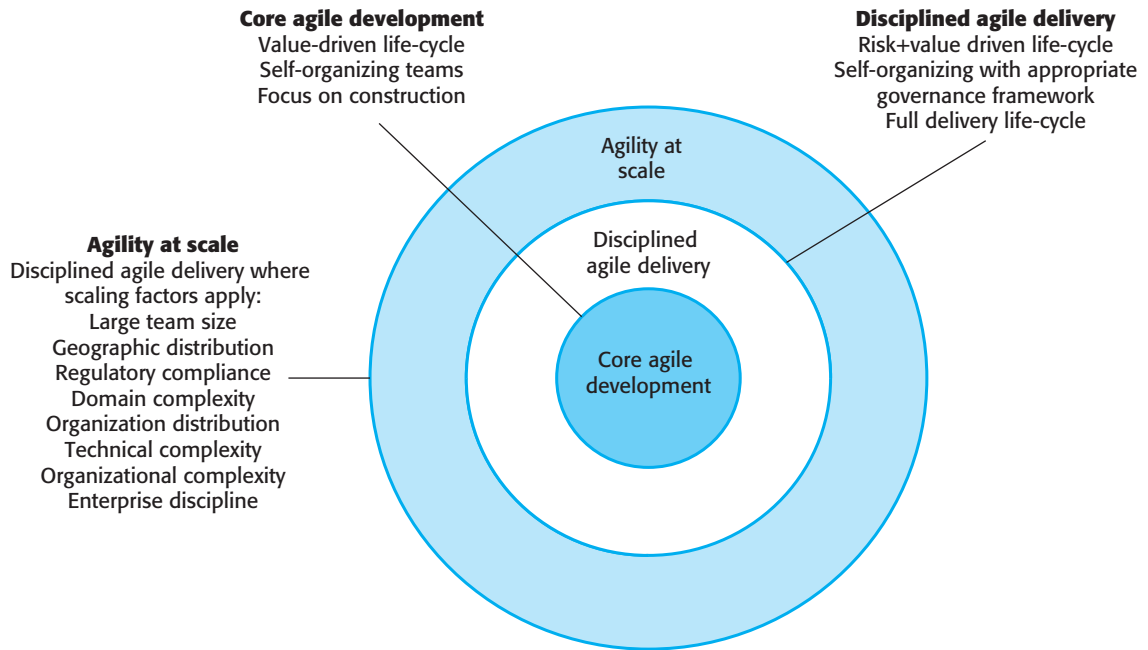 Core agile development
Value-driven life-cycle
Self-organizing teams
Focus on construction
Disciplined agile delivery
Risk+value driven life-cycle
Self-organizing with appropriate
governance framework
Full delivery life-cycle
Agility at scale
Disciplined agile delivery where
scaling factors apply:
Large team size
Geographic distribution
Regulatory compliance
Domain complexity
Organization distribution
Technical complexity
Organizational complexity
Enterprise discipline
Agility at
scale
Disciplined
agile delivery
Core agile
development